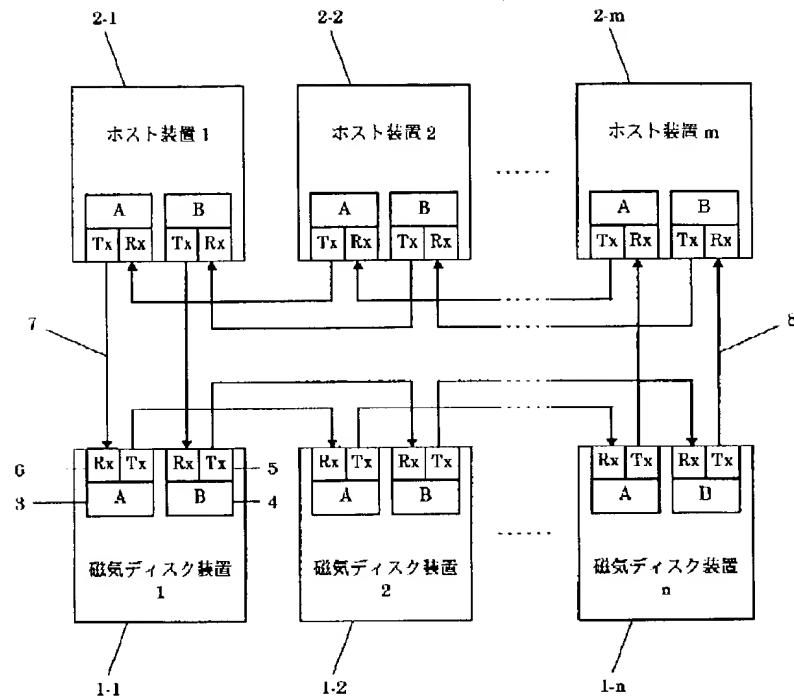 2-1 2-2 2-m
ホスト装置 1 ホスト装置 2 ホスト装置 m
......
A B A B A B
Tx Rx Tx Rx Tx Rx Tx Rx Tx Rx Tx Rx
7 8
6 Rx Tx Rx Tx 5 Rx Tx Rx Tx Rx Tx Rx Tx
3 A B 4 A B A D
......
磁気ディスク装置 磁気ディスク装置 磁気ディスク装置
1 2 n
1-1 1-2 1-n